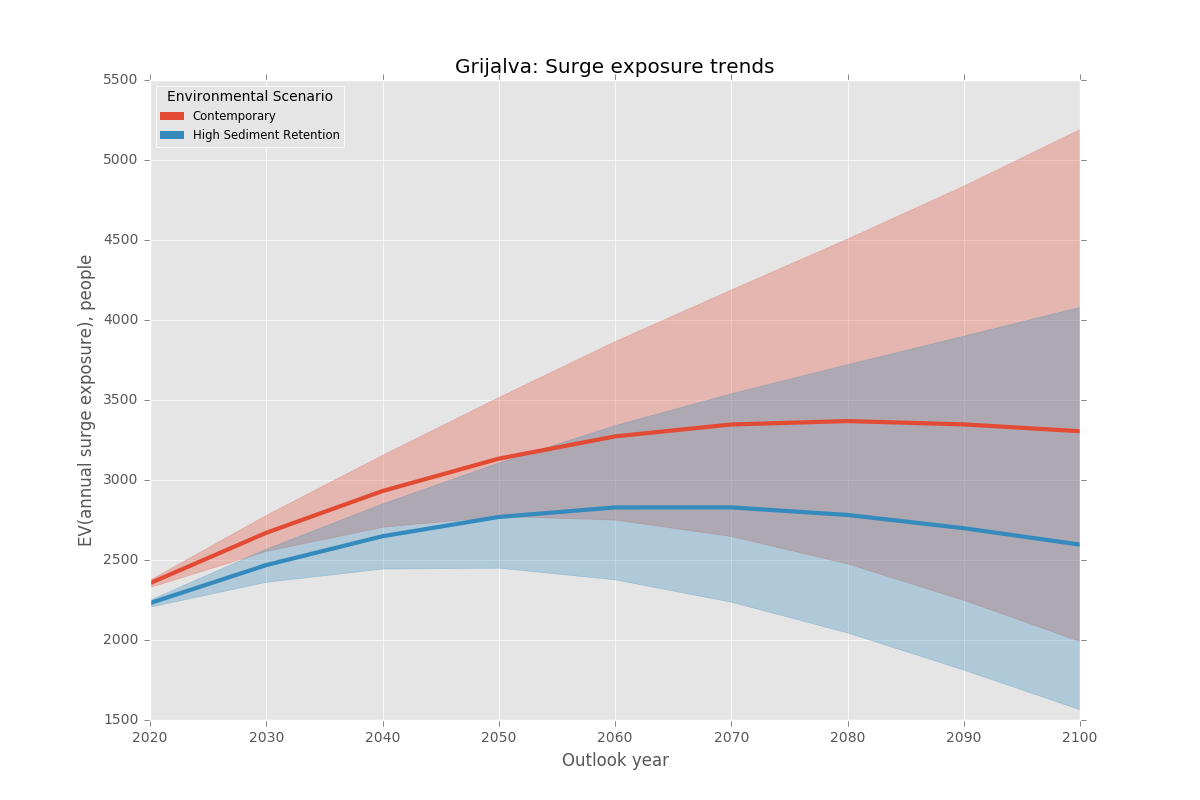 Grijalva: Surge exposure trends
Environmental Scenario
Contemporary
High Sediment Retention
EV(annual surge exposure), people
5500
5000
4500
4000
3500
3000
2500
2000
1500
2020 2030 2040 2050 2060 2070 2080 2090 2100
Outlook year